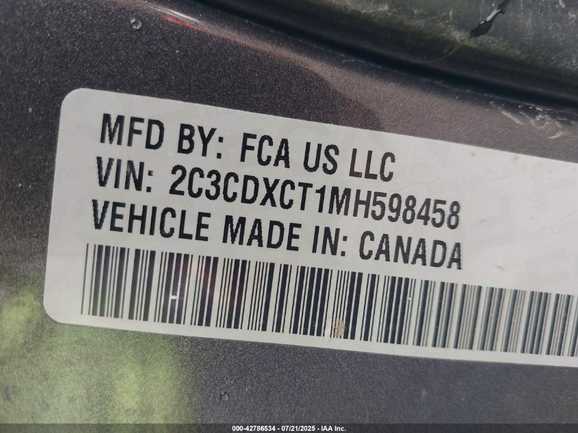 MFD BY: FCA US LLC
VIN: 2C3CDXCT1MH598458
VEHICLE MADE IN: CANADA
000-42786534 07/21/2025 IAA Inc.